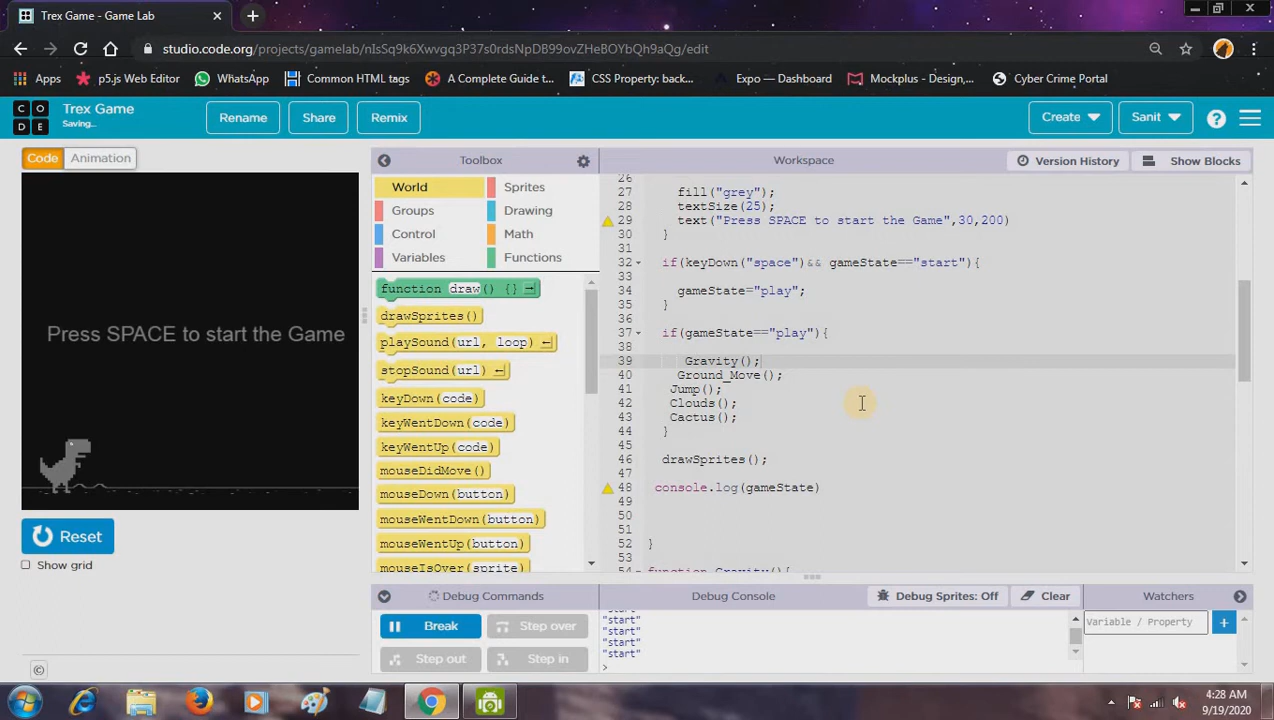 Trex Game - Game Lab
studio.code.org/projects/gamelab/nIsSq9k6Xwvgq3P37s0rdsNpDB99ovZHeBOYbQh9aQg/edit
Apps p5.js Web Editor WhatsApp Common HTML tags A Complete Guide t... CSS Property: back... Expo — Dashboard Mockplus - Design,... Cyber Crime Portal
CODE
Trex Game
Saving...
Rename Share Remix Create Sanit ?
Code Animation
Toolbox
Workspace Version History Show Blocks
World Sprites
Groups Drawing
Control Math
Variables Functions
function draw() {}
drawSprites()
playSound(url, loop)
stopSound(url)
keyDown(code)
keyWentDown(code)
keyWentUp(code)
mouseDidMove()
mouseDown(button)
mouseWentDown(button)
mouseWentUp(button)
mouseIsOver(sprite)
Press SPACE to start the Game
Reset
Show grid
26
27 fill("grey");
28 textSize(25);
29 text("Press SPACE to start the Game",30,200)
30 }
31
32 if(keyDown("space")&& gameState=="start"){
33
34 gameState="play";
35 }
36
37 if(gameState=="play"){
38
39 Gravity();
40 Ground_Move();
41 Jump();
42 Clouds();
43 Cactus();
44 }
45
46 drawSprites();
47
48 console.log(gameState)
49
50
51
52 }
53
54 function Gravity(){
Debug Commands
Break Step over
Step out Step in
Debug Console Debug Sprites: Off Clear
"start"
"start"
"start"
"start"
"start"
>
Watchers
Variable / Property +
4:28 AM
9/19/2020